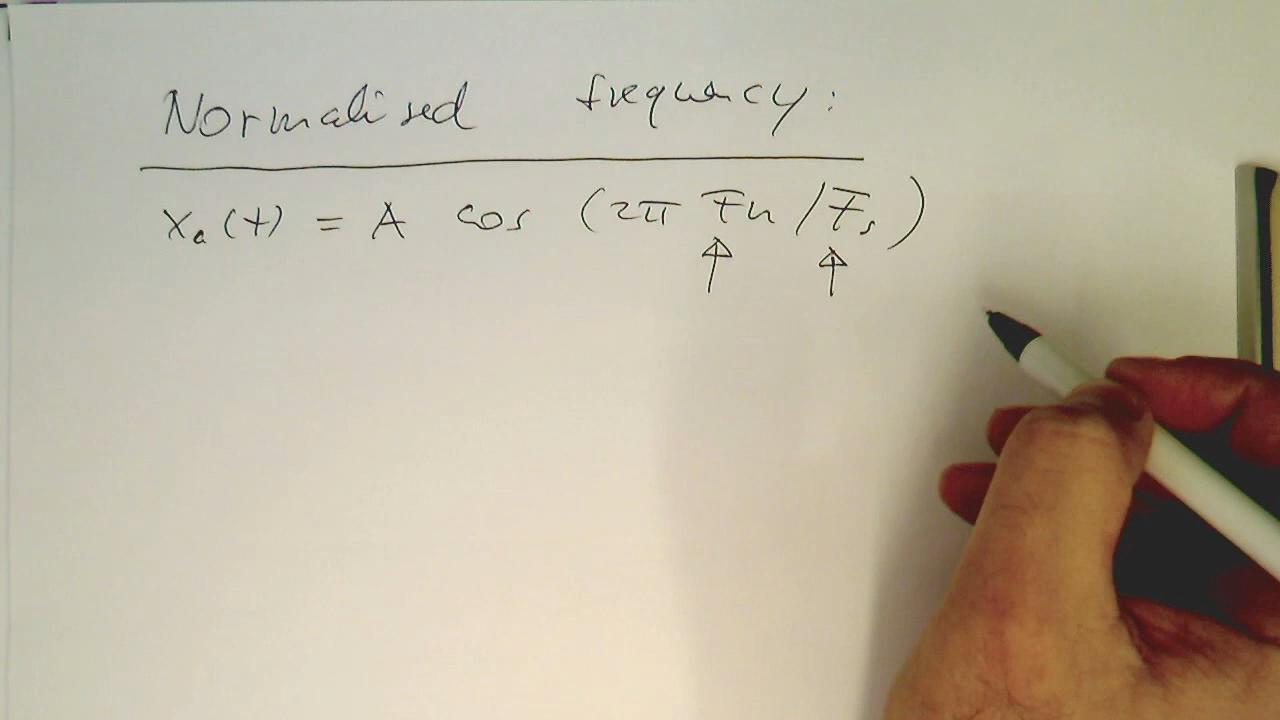 Normalised frequency:
Xa(t) = A cos (2π Fn/Fs)